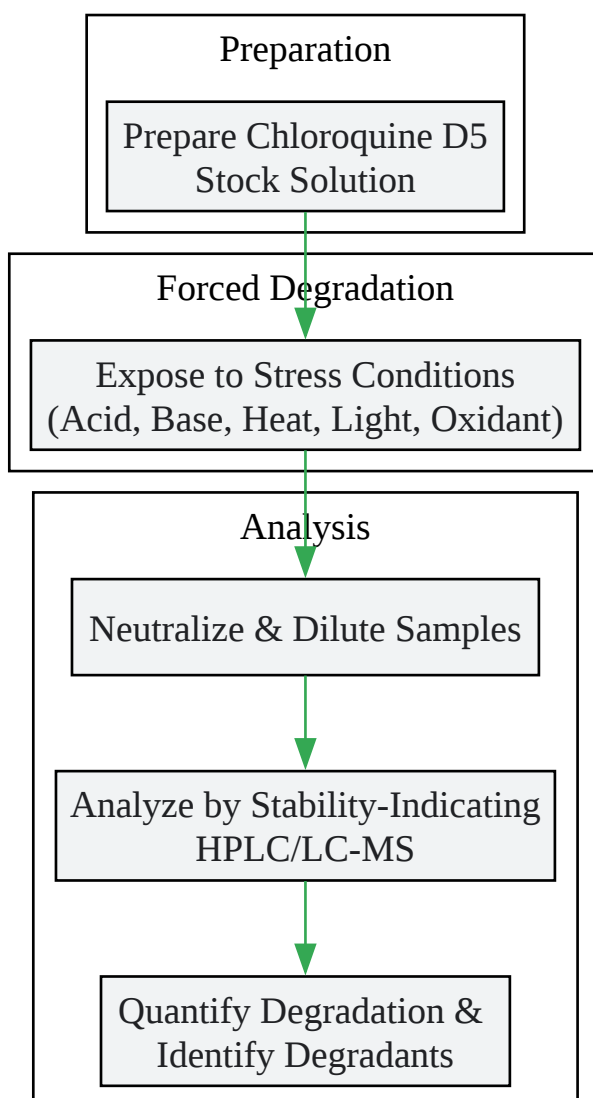 Preparation
Prepare Chloroquine D5
Stock Solution
Forced Degradation
Expose to Stress Conditions
(Acid, Base, Heat, Light, Oxidant)
Analysis
Neutralize & Dilute Samples
Analyze by Stability-Indicating
HPLC/LC-MS
Quantify Degradation &
Identify Degradants